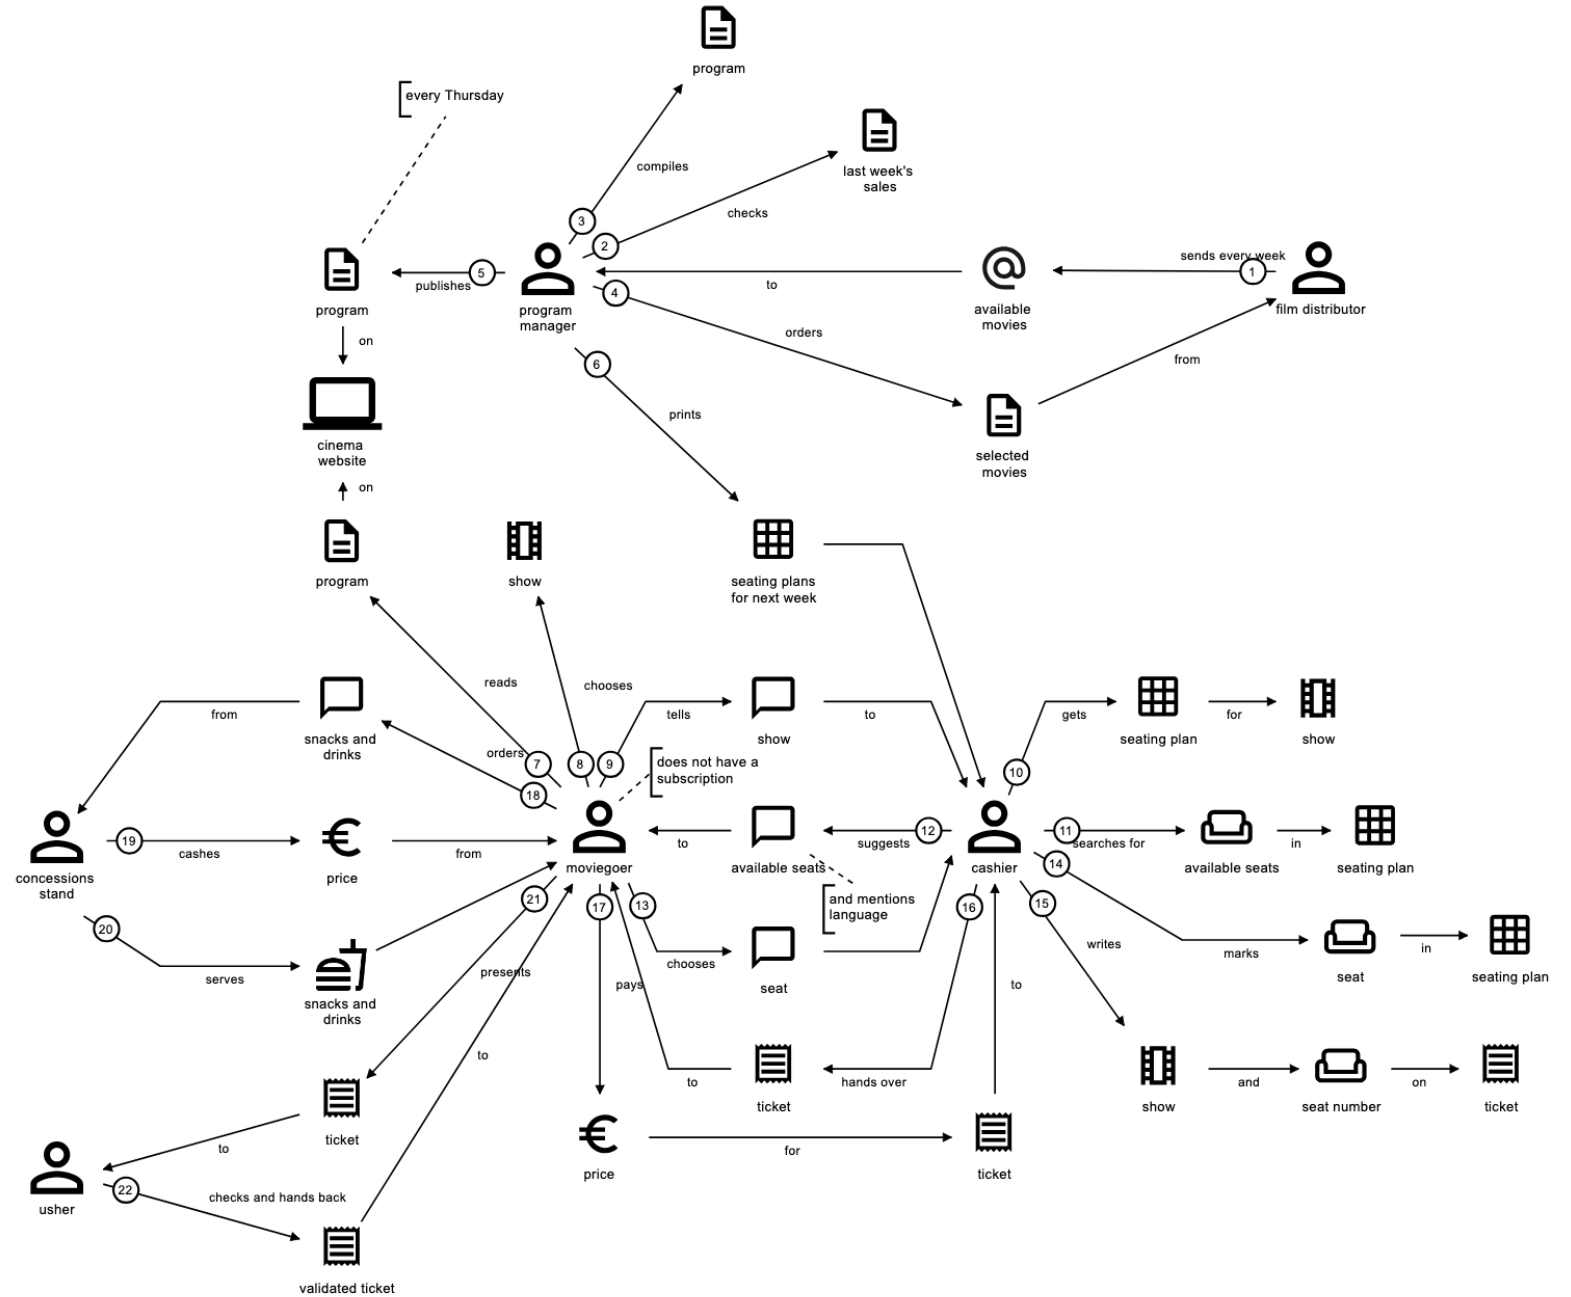 program
every Thursday
compiles
last week's
sales
checks
3
2
sends every week
1
5
publishes
to
4
program
program
manager
available
movies
film distributor
on
orders
from
6
prints
cinema
website
selected
movies
on
program
show
seating plans
for next week
reads
chooses
from
tells
to
gets
for
snacks and
drinks
show
seating plan
show
orders
7
8
9
does not have a
subscription
10
18
19
cashes
from
to
suggests
12
11
searches for
in
14
concessions
stand
price
moviegoer
available seats
cashier
available seats
seating plan
21
17
13
and mentions
language
16
15
20
serves
presents
pays
chooses
writes
marks
in
snacks and
drinks
seat
to
seat
seating plan
to
to
hands over
and
on
ticket
ticket
show
seat number
ticket
to
for
price
ticket
usher
22
checks and hands back
validated ticket